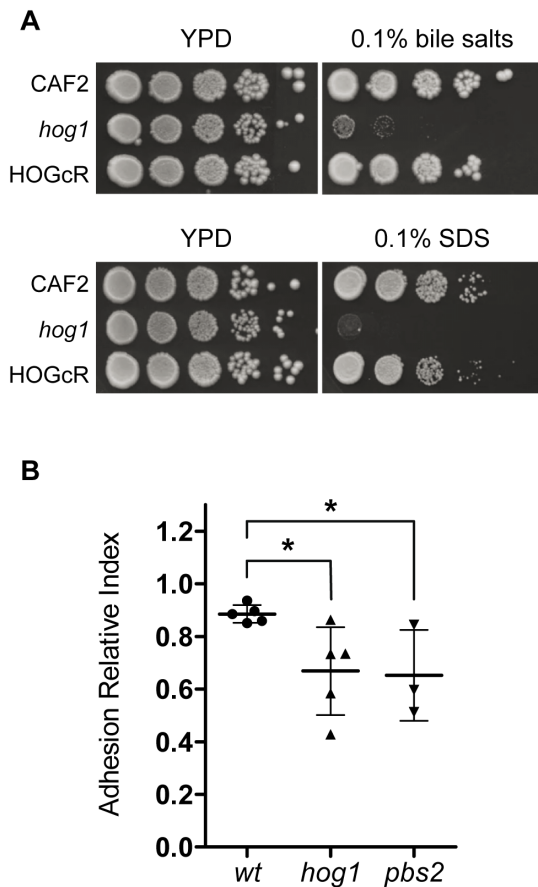 A
YPD 0.1% bile salts
CAF2
hog1
HOGcR
YPD 0.1% SDS
CAF2
hog1
HOGcR
B
* 
*
Adhesion Relative Index
1.2
1.0
0.8
0.6
0.4
0.2
0.0
wt hog1 pbs2